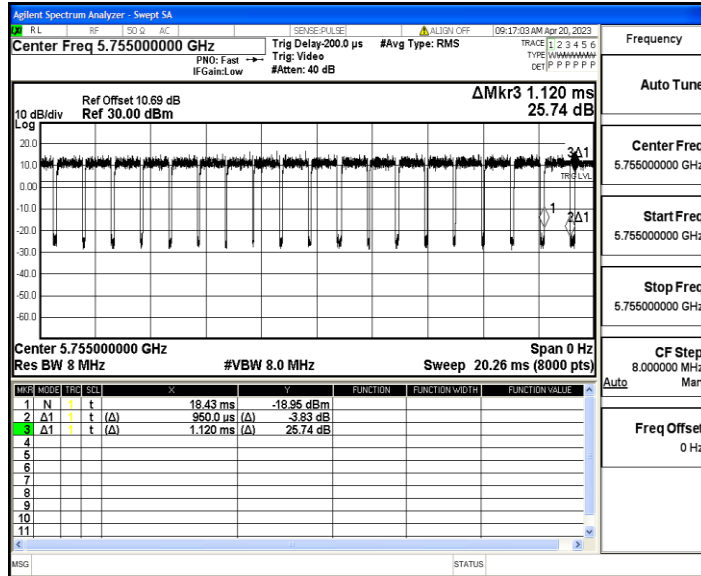 Agilent Spectrum Analyzer - Swept SA
RL RF 50 Ω AC SENSE:PULSE ALIGN OFF 09:17:03 AM Apr 20, 2023
Center Freq 5.755000000 GHz
PNO: Fast
IFGain:Low
Trig Delay-200.0 µs
Trig: Video
#Atten: 40 dB
#Avg Type: RMS
TRACE 1 2 3 4 5 6
TYPE
DET P P P P P P
Ref Offset 10.69 dB
10 dB/div Ref 30.00 dBm
Log
ΔMkr3 1.120 ms
25.74 dB
20.0
10.0
0.00
-10.0
-20.0
-30.0
-40.0
-50.0
-60.0
3Δ1
TRIG LVL
1
2Δ1
Center 5.755000000 GHz Span 0 Hz
Res BW 8 MHz #VBW 8.0 MHz Sweep 20.26 ms (8000 pts)
MKR MODE TRC SCL X Y FUNCTION FUNCTION WIDTH FUNCTION VALUE
1 N 1 t 18.43 ms -18.95 dBm
2 Δ1 1 t (Δ) 950.0 µs (Δ) -3.83 dB
3 Δ1 1 t (Δ) 1.120 ms (Δ) 25.74 dB
4
5
6
7
8
9
10
11
MSG STATUS
Frequency
Auto Tune
Center Freq
5.755000000 GHz
Start Freq
5.755000000 GHz
Stop Freq
5.755000000 GHz
CF Step
8.000000 MHz
Auto Man
Freq Offset
0 Hz